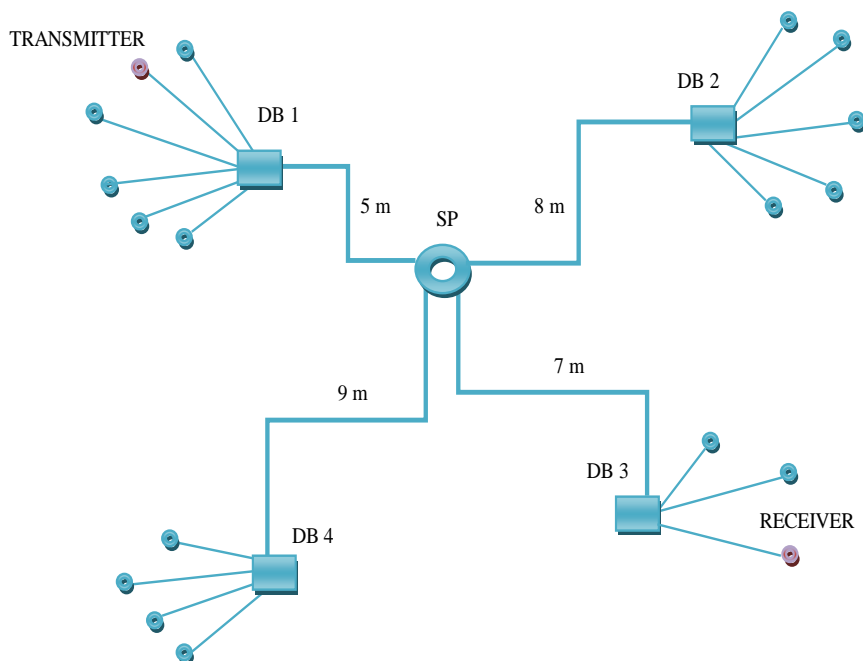 TRANSMITTER
DB 1
DB 2
5 m
SP
8 m
9 m
7 m
DB 3
RECEIVER
DB 4